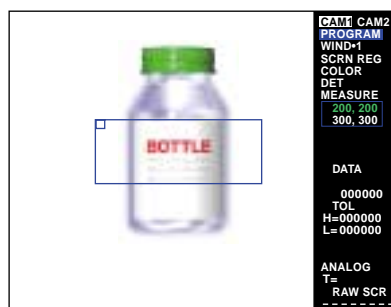 CAM1 CAM2
PROGRAM
WIND•1
SCRN REG
COLOR
DET
MEASURE
200, 200
300, 300
BOTTLE
DATA
000000
TOL
H=000000
L=000000
ANALOG
T=
RAW SCR